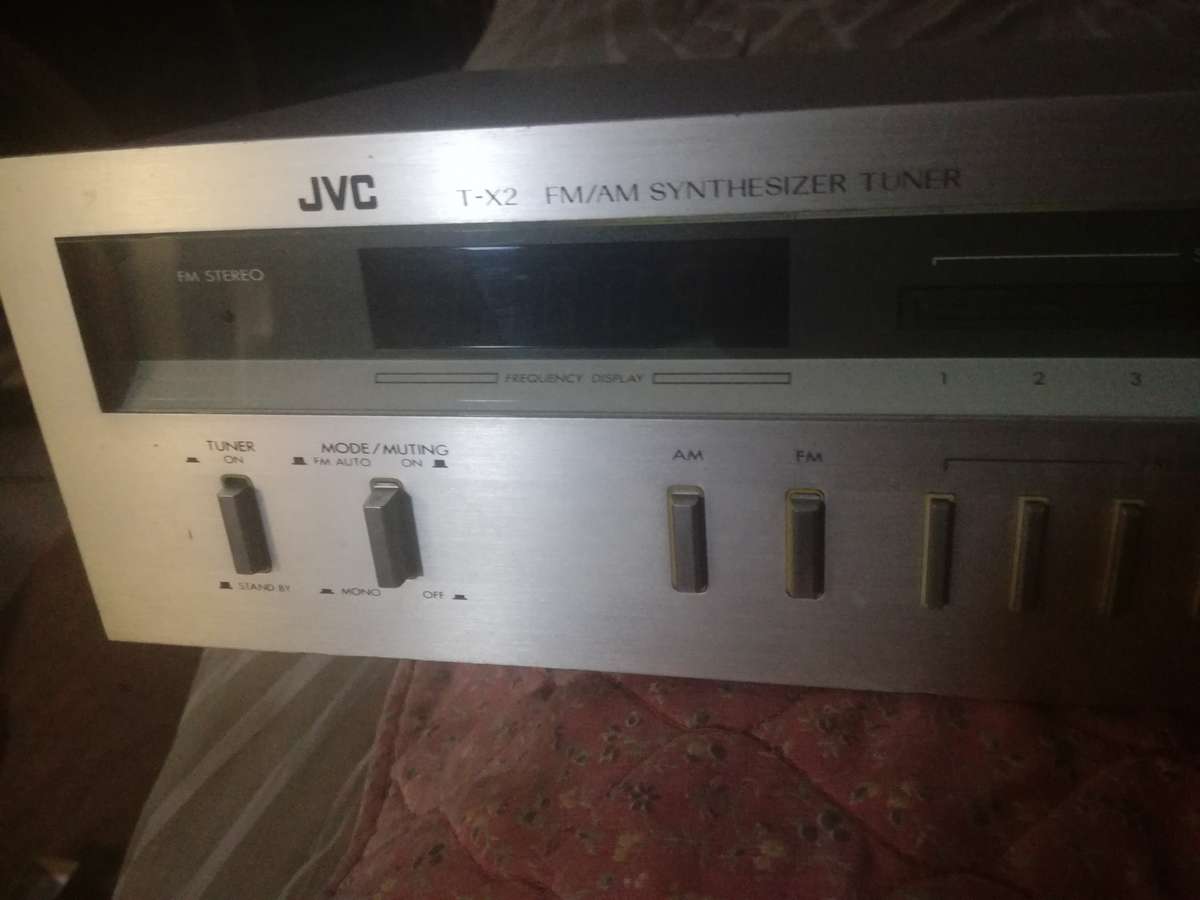 JVC T-X2 FM/AM SYNTHESIZER TUNER
FM STEREO
FREQUENCY DISPLAY
1 2 3
TUNER
ON
MODE/MUTING
FM AUTO ON
AM
FM
STAND BY
MONO OFF